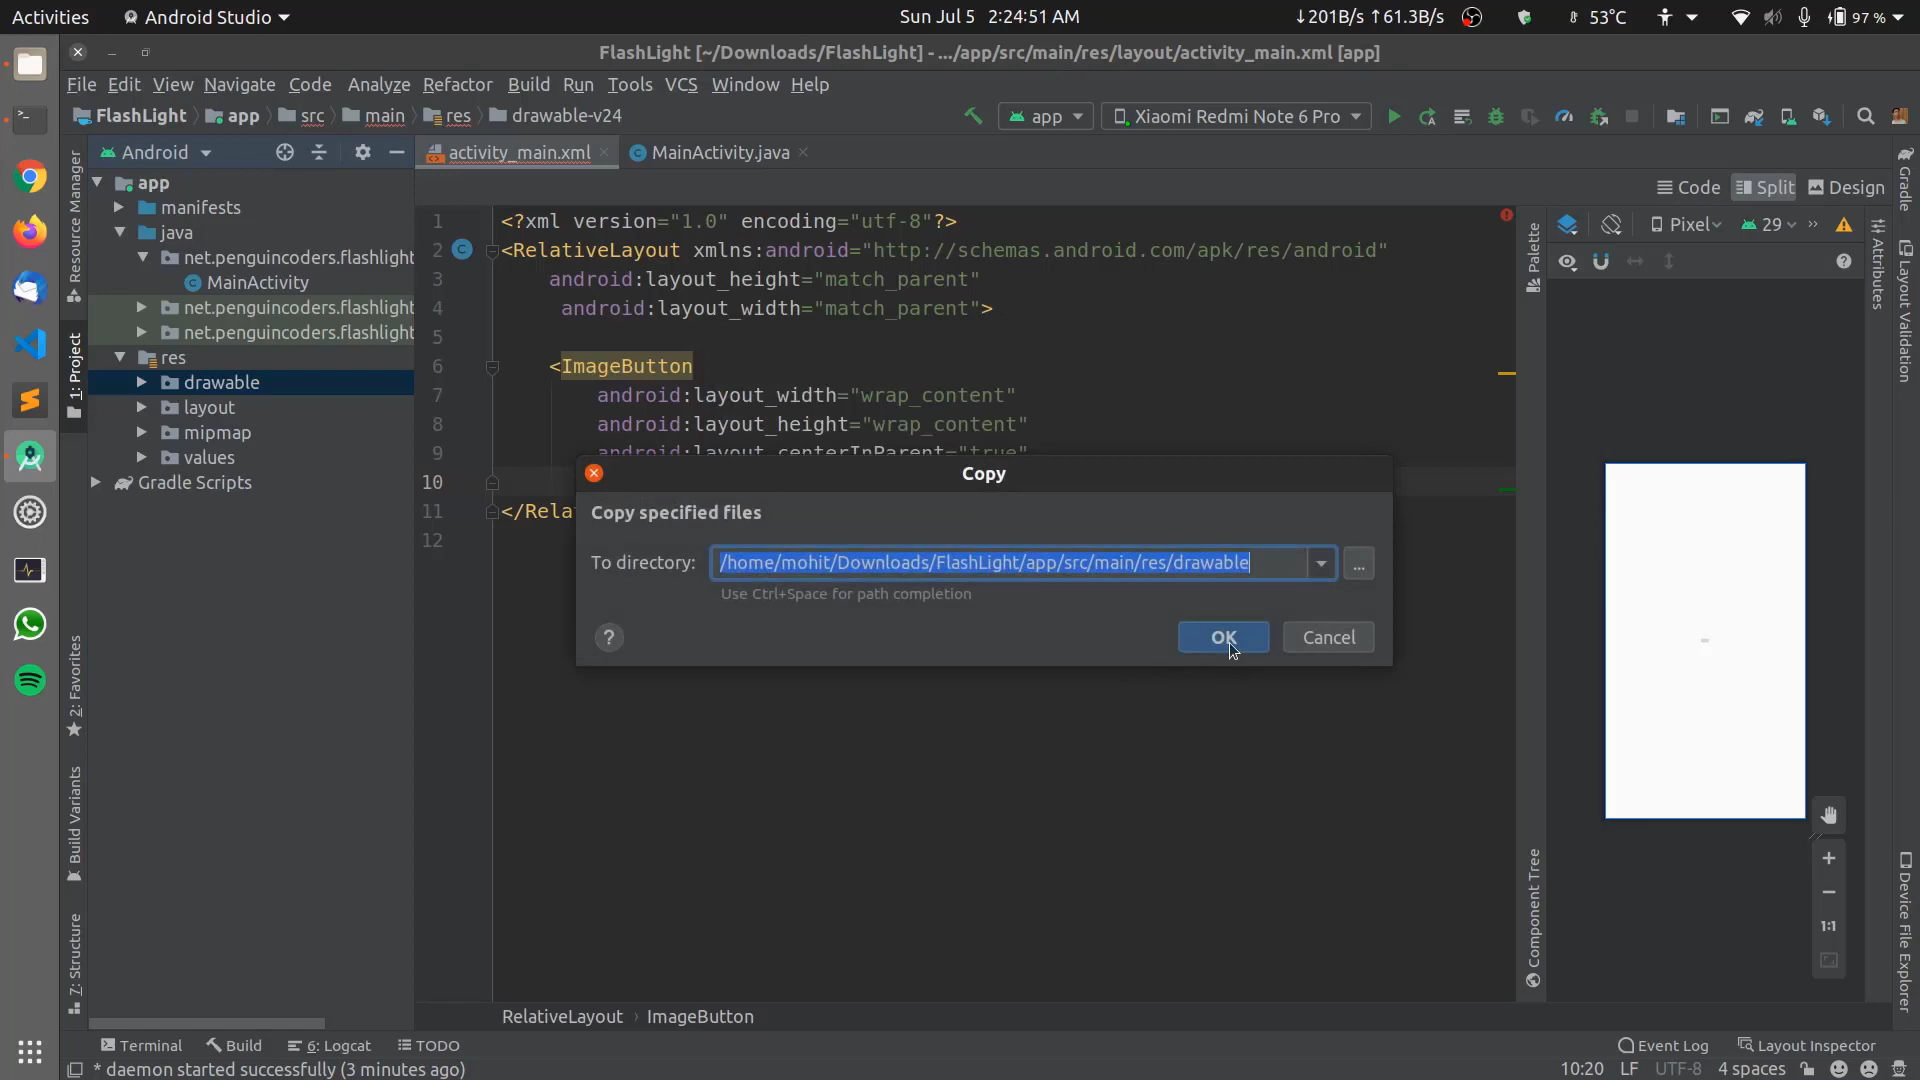 Activities
Android Studio
Sun Jul 5 2:24:51 AM
↓201B/s ↑61.3B/s
53°C
97 %
FlashLight [~/Downloads/FlashLight] - .../app/src/main/res/layout/activity_main.xml [app]
File Edit View Navigate Code Analyze Refactor Build Run Tools VCS Window Help
FlashLight app src main res drawable-v24
app
Xiaomi Redmi Note 6 Pro
Android
activity_main.xml
MainActivity.java
Code Split Design
Pixel
29
app
manifests
java
net.penguincoders.flashlight
MainActivity
net.penguincoders.flashlight
net.penguincoders.flashlight
res
drawable
layout
mipmap
values
Gradle Scripts
1 <?xml version="1.0" encoding="utf-8"?>
2 <RelativeLayout xmlns:android="http://schemas.android.com/apk/res/android"
3 android:layout_height="match_parent"
4 android:layout_width="match_parent">
5
6 <ImageButton
7 android:layout_width="wrap_content"
8 android:layout_height="wrap_content"
9 android:layout_centerInParent="true"
10
11 </Rela
12
Copy
Copy specified files
To directory: /home/mohit/Downloads/FlashLight/app/src/main/res/drawable
...
Use Ctrl+Space for path completion
?
OK
Cancel
Resource Manager
1: Project
2: Favorites
Build Variants
7: Structure
Palette
Component Tree
Gradle
Attributes
Layout Validation
Device File Explorer
1:1
RelativeLayout › ImageButton
Terminal Build 6: Logcat TODO
Event Log Layout Inspector
* daemon started successfully (3 minutes ago)
10:20 LF UTF-8 4 spaces